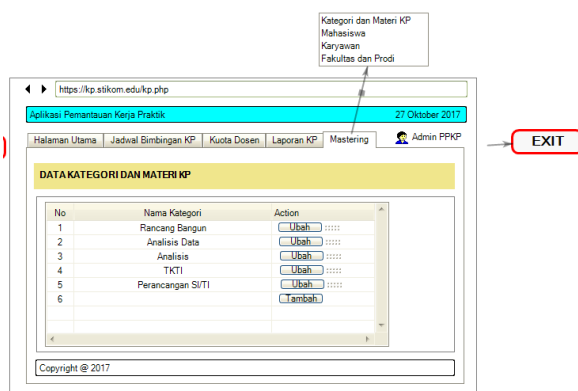 Kategori dan Materi KP
Mahasiswa
Karyawan
Fakultas dan Prodi
https://kp.stikom.edu/kp.php
Aplikasi Pemantauan Kerja Praktik 27 Oktober 2017
Halaman Utama Jadwal Bimbingan KP Kuota Dosen Laporan KP Mastering Admin PPKP
EXIT
DATA KATEGORI DAN MATERI KP
No Nama Kategori Action
1 Rancang Bangun Ubah
2 Analisis Data Ubah
3 Analisis Ubah
4 TKTI Ubah
5 Perancangan SI/TI Ubah
6 Tambah
Copyright @ 2017